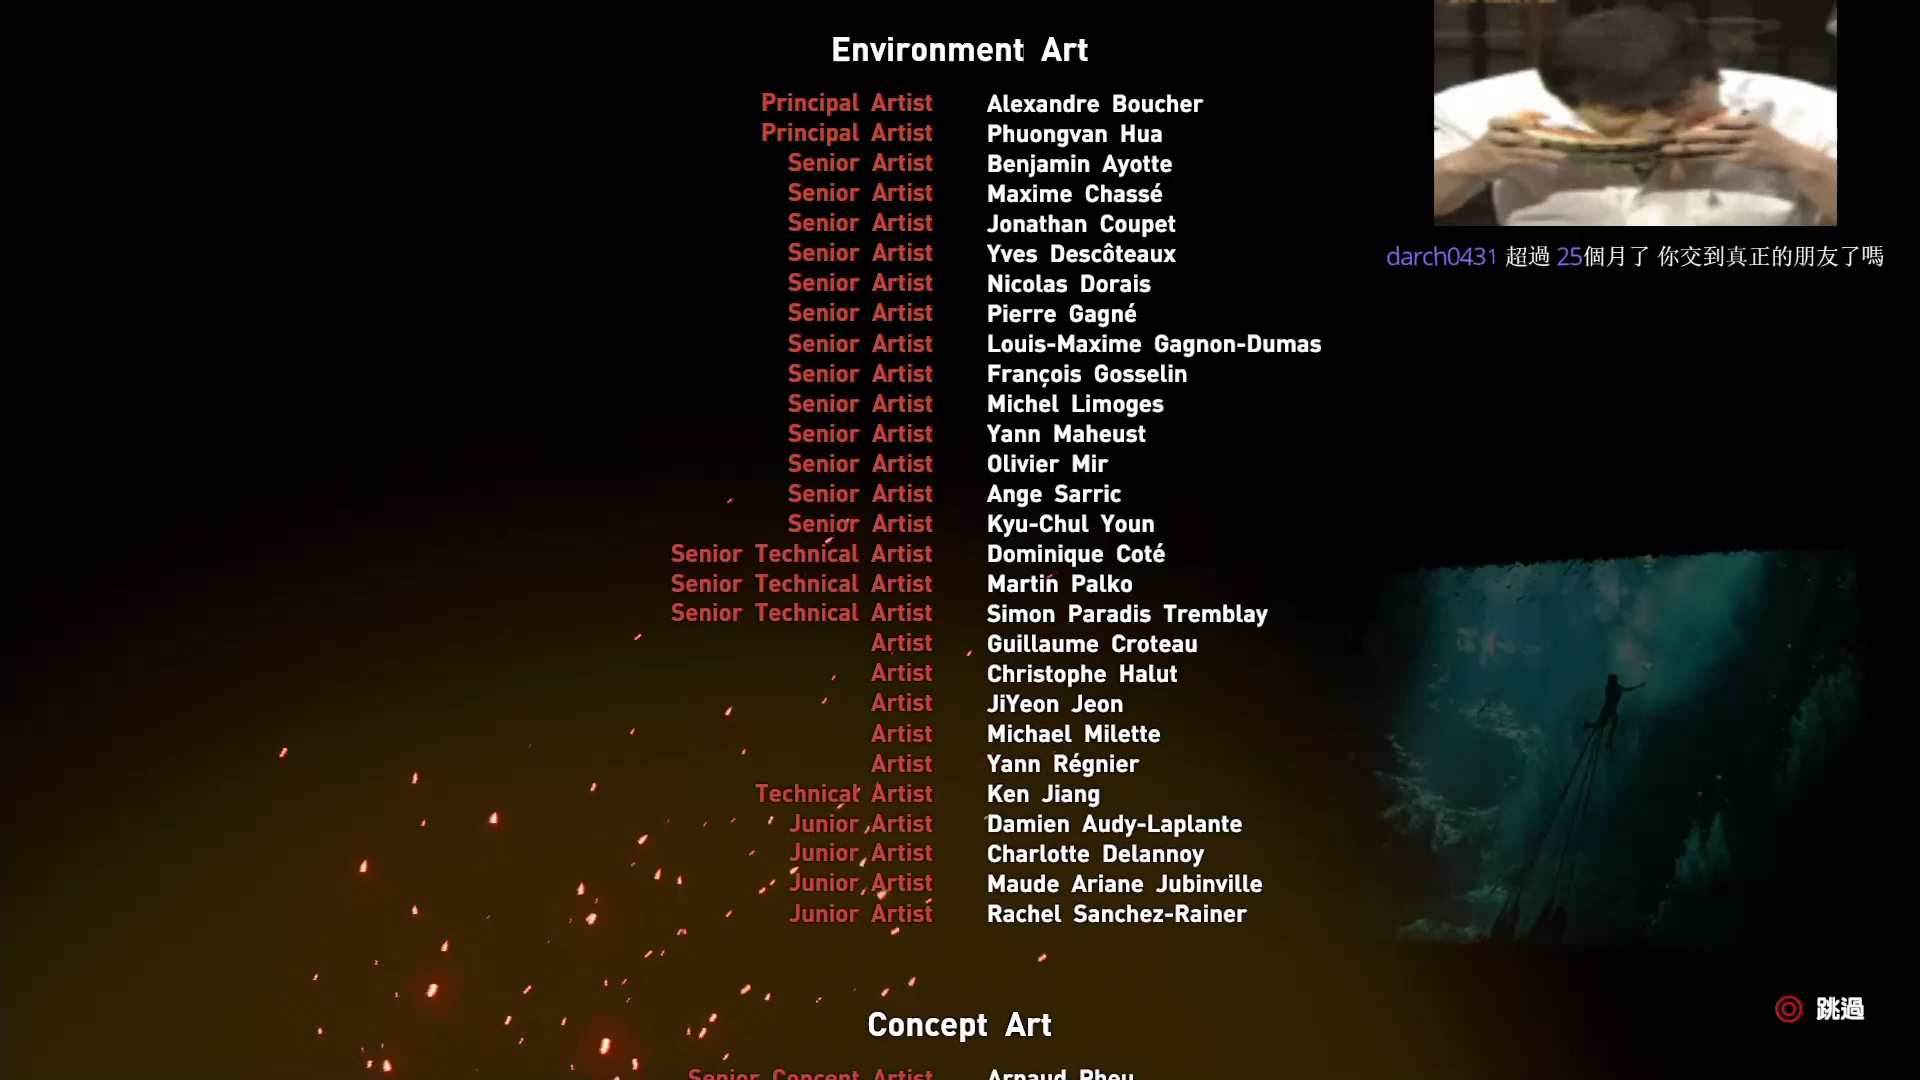 Environment Art
Principal Artist Alexandre Boucher
Principal Artist Phuongvan Hua
Senior Artist Benjamin Ayotte
Senior Artist Maxime Chassé
Senior Artist Jonathan Coupet
Senior Artist Yves Descôteaux
Senior Artist Nicolas Dorais
Senior Artist Pierre Gagné
Senior Artist Louis-Maxime Gagnon-Dumas
Senior Artist François Gosselin
Senior Artist Michel Limoges
Senior Artist Yann Maheust
Senior Artist Olivier Mir
Senior Artist Ange Sarric
Senior Artist Kyu-Chul Youn
Senior Technical Artist Dominique Coté
Senior Technical Artist Martin Palko
Senior Technical Artist Simon Paradis Tremblay
Artist Guillaume Croteau
Artist Christophe Halut
Artist JiYeon Jeon
Artist Michael Milette
Artist Yann Régnier
Technical Artist Ken Jiang
Junior Artist Damien Audy-Laplante
Junior Artist Charlotte Delannoy
Junior Artist Maude Ariane Jubinville
Junior Artist Rachel Sanchez-Rainer
Concept Art
Senior Concept Artist Arnaud Pheu
darch0431 超過 25個月了 你交到真正的朋友了嗎
跳過